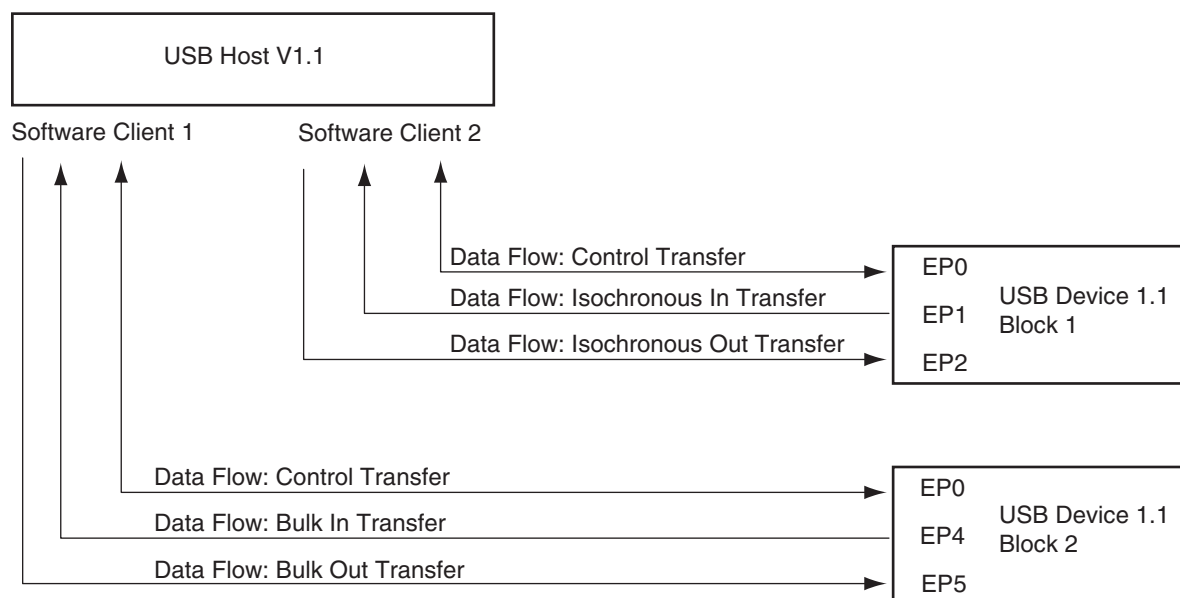 USB Host V1.1
Software Client 1
Software Client 2
Data Flow: Control Transfer
EP0
Data Flow: Isochronous In Transfer
EP1
USB Device 1.1
Block 1
Data Flow: Isochronous Out Transfer
EP2
Data Flow: Control Transfer
EP0
Data Flow: Bulk In Transfer
EP4
USB Device 1.1
Block 2
Data Flow: Bulk Out Transfer
EP5